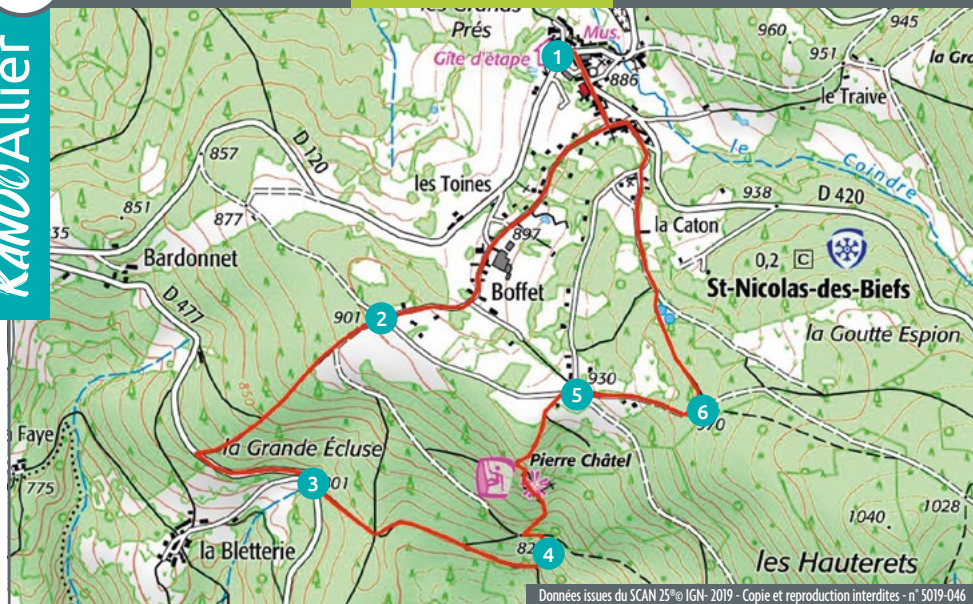 les Grands
Prés
Mus.
Gîte d'étape
1
886
960
951
945
la Gra
le Traive
RANDOAllier
D 120
857
851
877
les Toines
le Coindre
938
D 420
la Caton
897
35
Bardonnet
0,2 C
St-Nicolas-des-Biefs
D 477
Boffet
901
2
la Goutte Espion
850
930
5
6
970
la Grande Écluse
Faye
775
3
801
Pierre Châtel
1040
1028
la Bletterie
82
4
les Hauterets
Données issues du SCAN 25®© IGN- 2019 - Copie et reproduction interdites - n° 5019-046